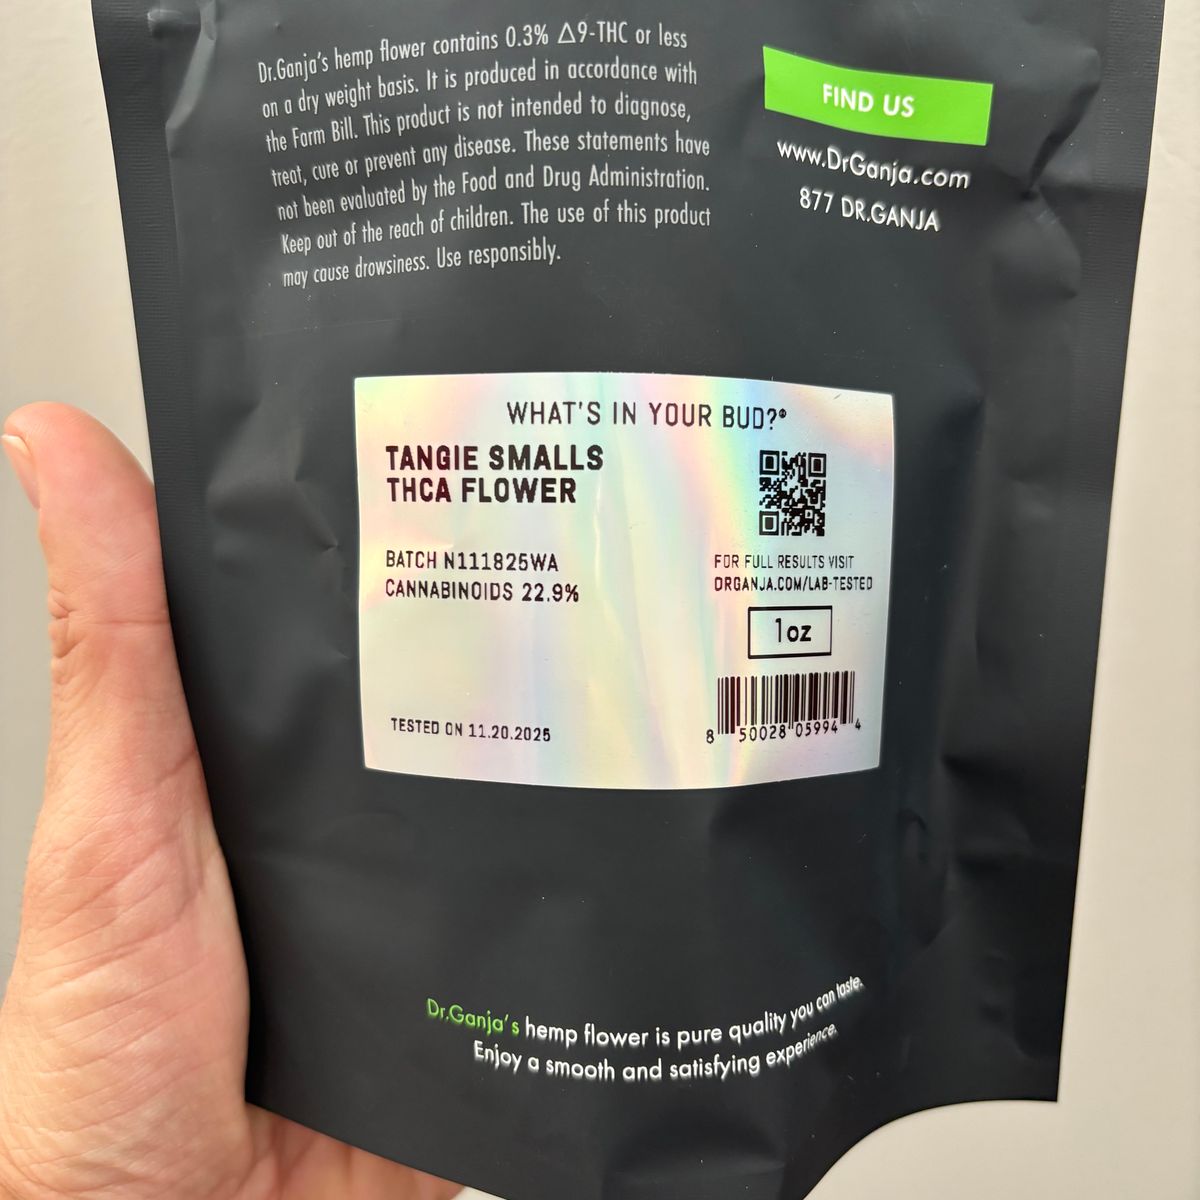 Dr.Ganja's hemp flower contains 0.3% Δ9-THC or less
on a dry weight basis. It is produced in accordance with
the Farm Bill. This product is not intended to diagnose,
treat, cure or prevent any disease. These statements have
not been evaluated by the Food and Drug Administration.
Keep out of the reach of children. The use of this product
may cause drowsiness. Use responsibly.
FIND US
www.DrGanja.com
877 DR.GANJA
WHAT'S IN YOUR BUD?®
TANGIE SMALLS
THCA FLOWER
BATCH N111825WA
CANNABINOIDS 22.9%
TESTED ON 11.20.2025
FOR FULL RESULTS VISIT
DRGANJA.COM/LAB-TESTED
1oz
8 50028 05994 4
Dr.Ganja's hemp flower is pure quality you can taste.
Enjoy a smooth and satisfying experience.